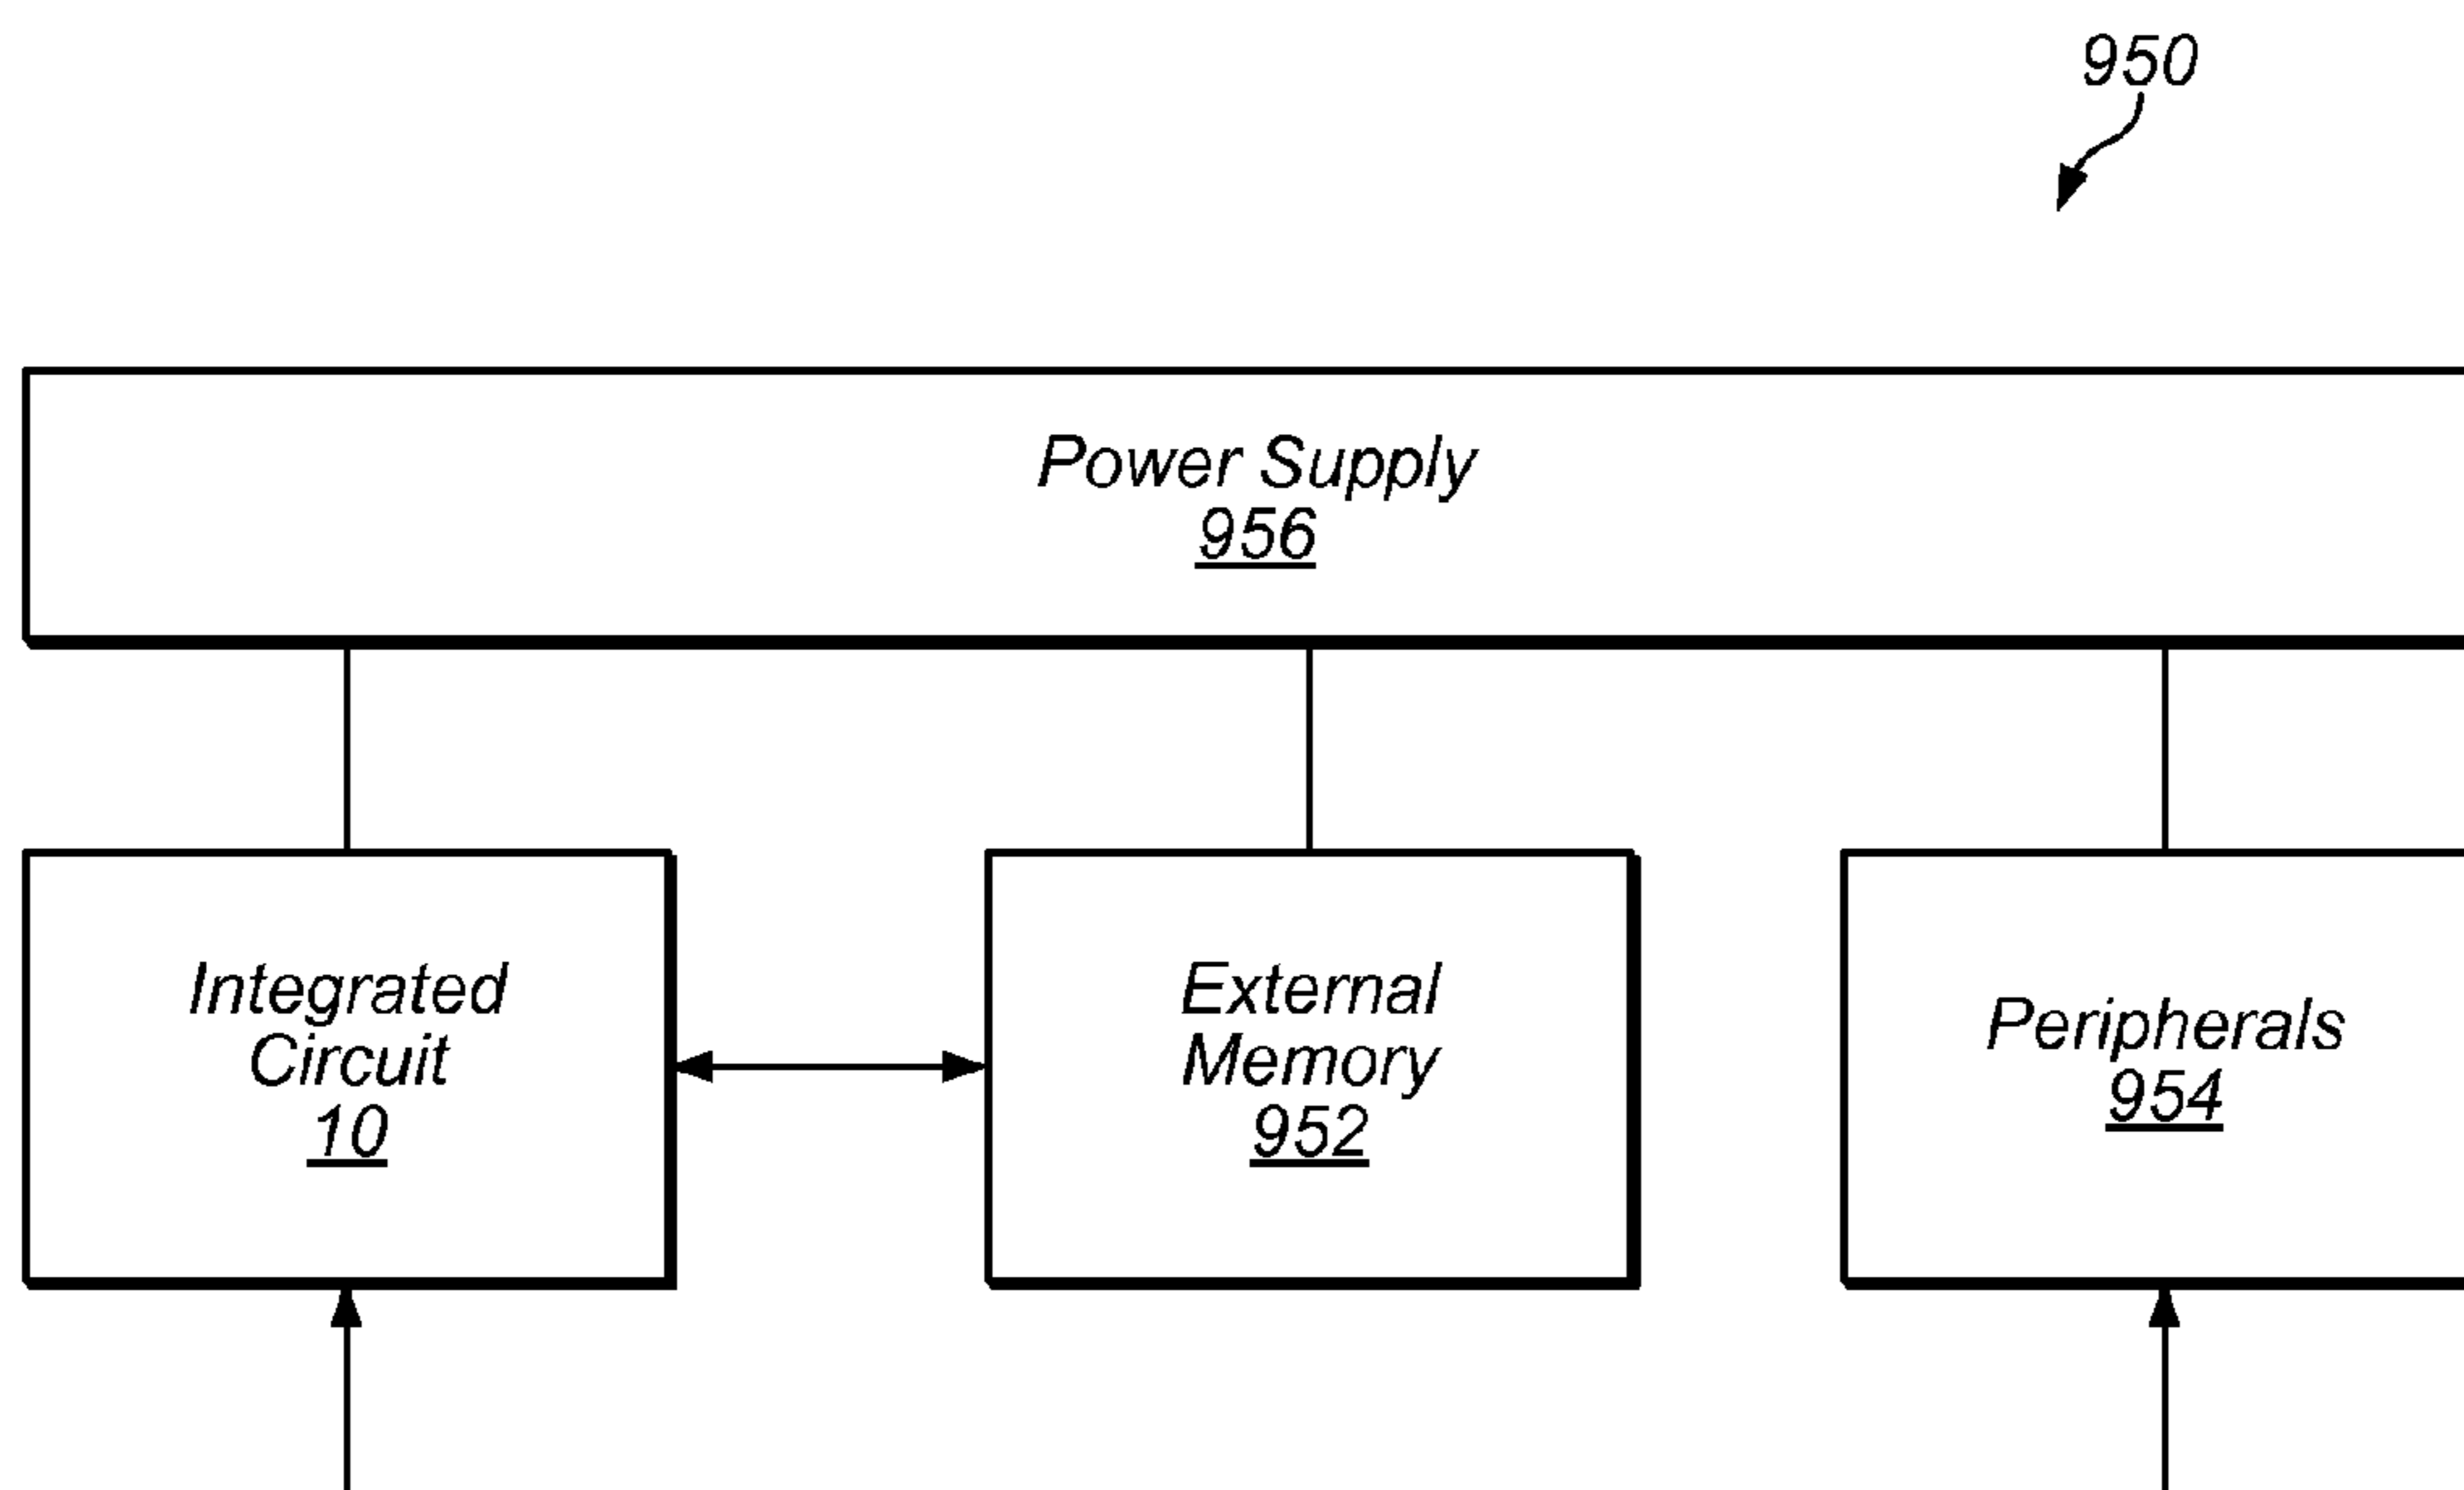 950
Power Supply
956
Integrated
Circuit
10
External
Memory
952
Peripherals
954